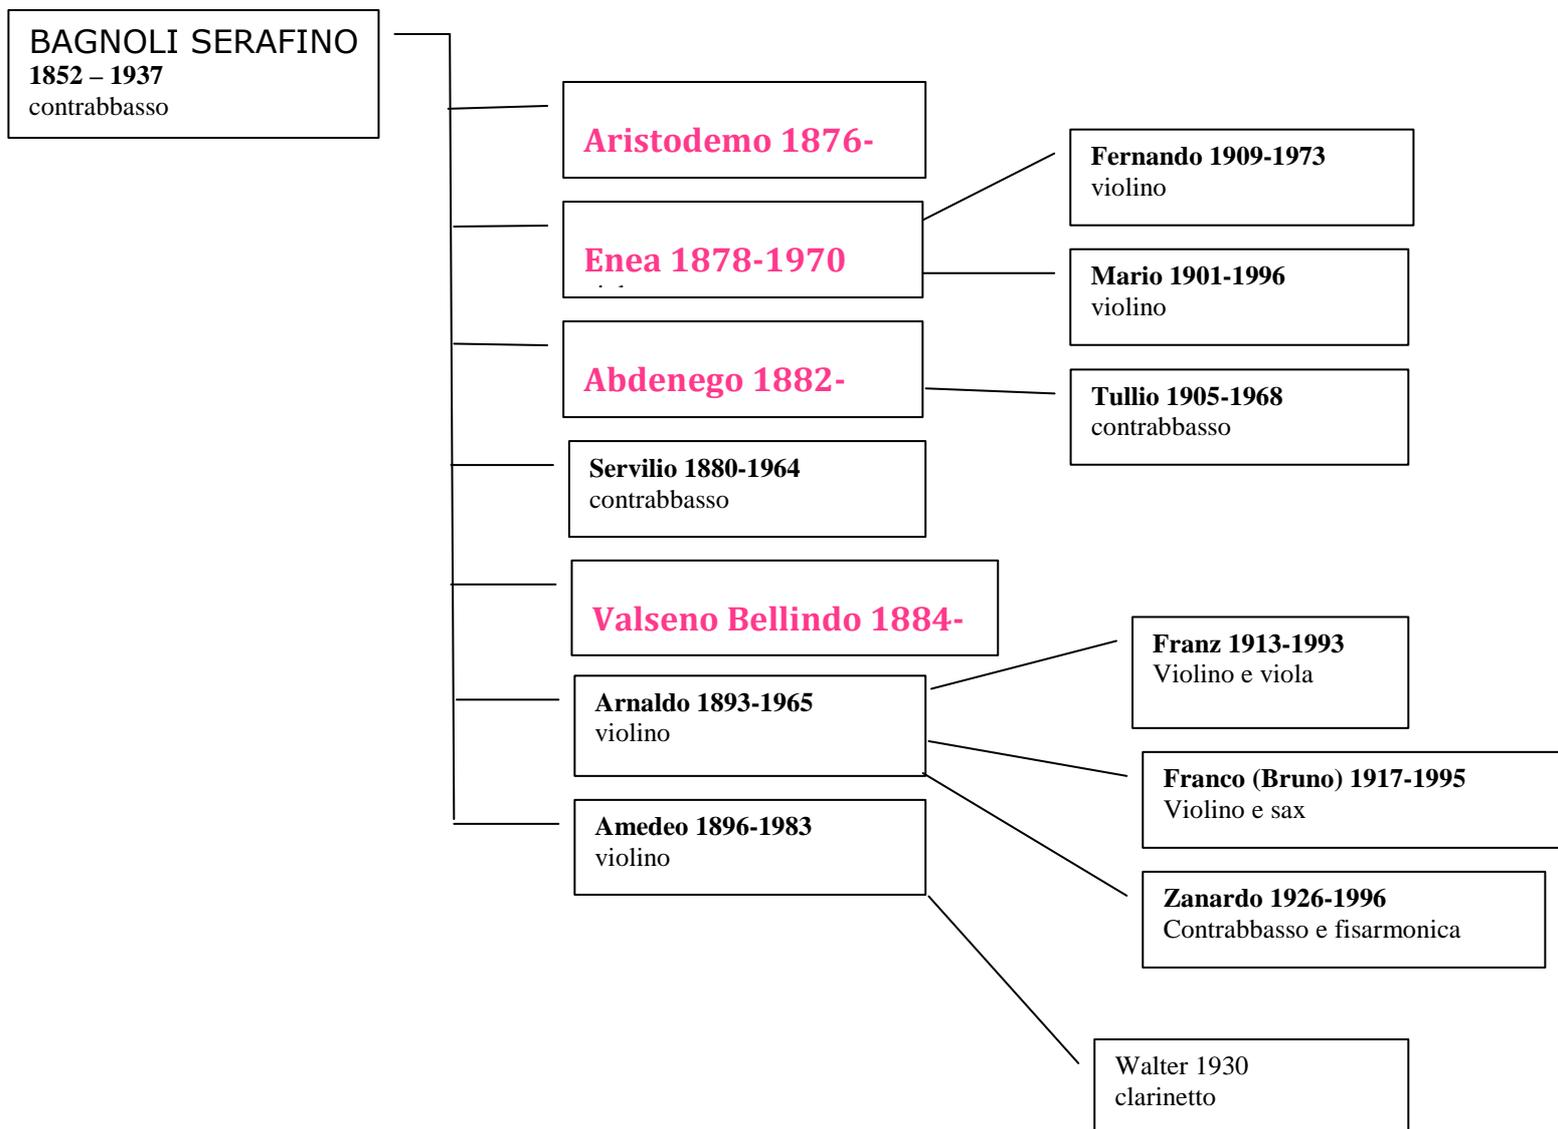 BAGNOLI SERAFINO
1852 – 1937
contrabbasso
Aristodemo 1876-
Enea 1878-1970
Abdenego 1882-
Servilio 1880-1964
contrabbasso
Valseno Bellindo 1884-
Arnaldo 1893-1965
violino
Amedeo 1896-1983
violino
Fernando 1909-1973
violino
Mario 1901-1996
violino
Tullio 1905-1968
contrabbasso
Franz 1913-1993
Violino e viola
Franco (Bruno) 1917-1995
Violino e sax
Zanardo 1926-1996
Contrabbasso e fisarmonica
Walter 1930
clarinetto